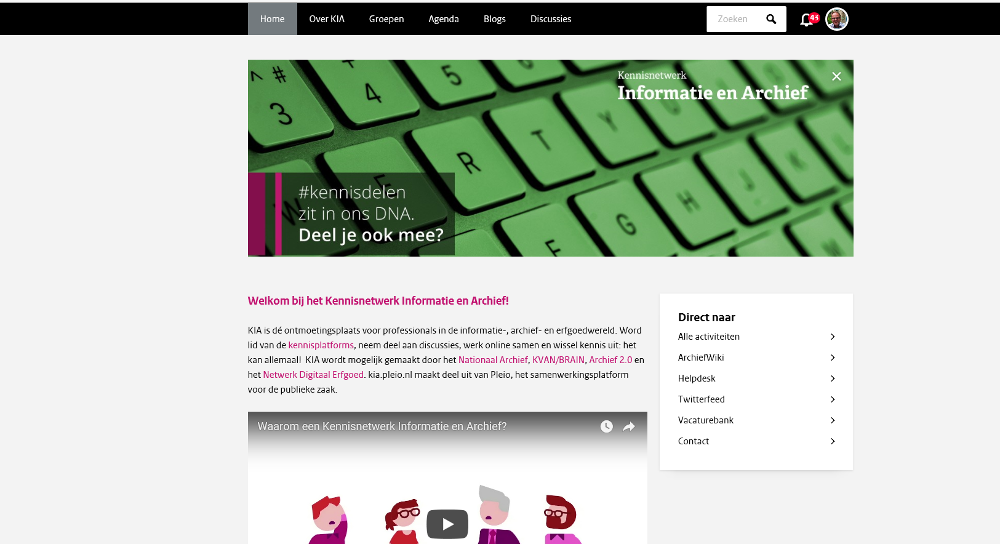 Home Over KIA Groepen Agenda Blogs Discussies Zoeken 43
Kennisnetwerk
Informatie en Archief
^ # 3 4 5 E R T Y W F G H J K L
#kennisdelen
zit in ons DNA.
Deel je ook mee?
Welkom bij het Kennisnetwerk Informatie en Archief!
KIA is dé ontmoetingsplaats voor professionals in de informatie-, archief- en erfgoedwereld. Word
lid van de kennisplatforms, neem deel aan discussies, werk online samen en wissel kennis uit: het
kan allemaal! KIA wordt mogelijk gemaakt door het Nationaal Archief, KVAN/BRAIN, Archief 2.0 en
het Netwerk Digitaal Erfgoed. kia.pleio.nl maakt deel uit van Pleio, het samenwerkingsplatform
voor de publieke zaak.
Waarom een Kennisnetwerk Informatie en Archief?
Direct naar
Alle activiteiten
ArchiefWiki
Helpdesk
Twitterfeed
Vacaturebank
Contact